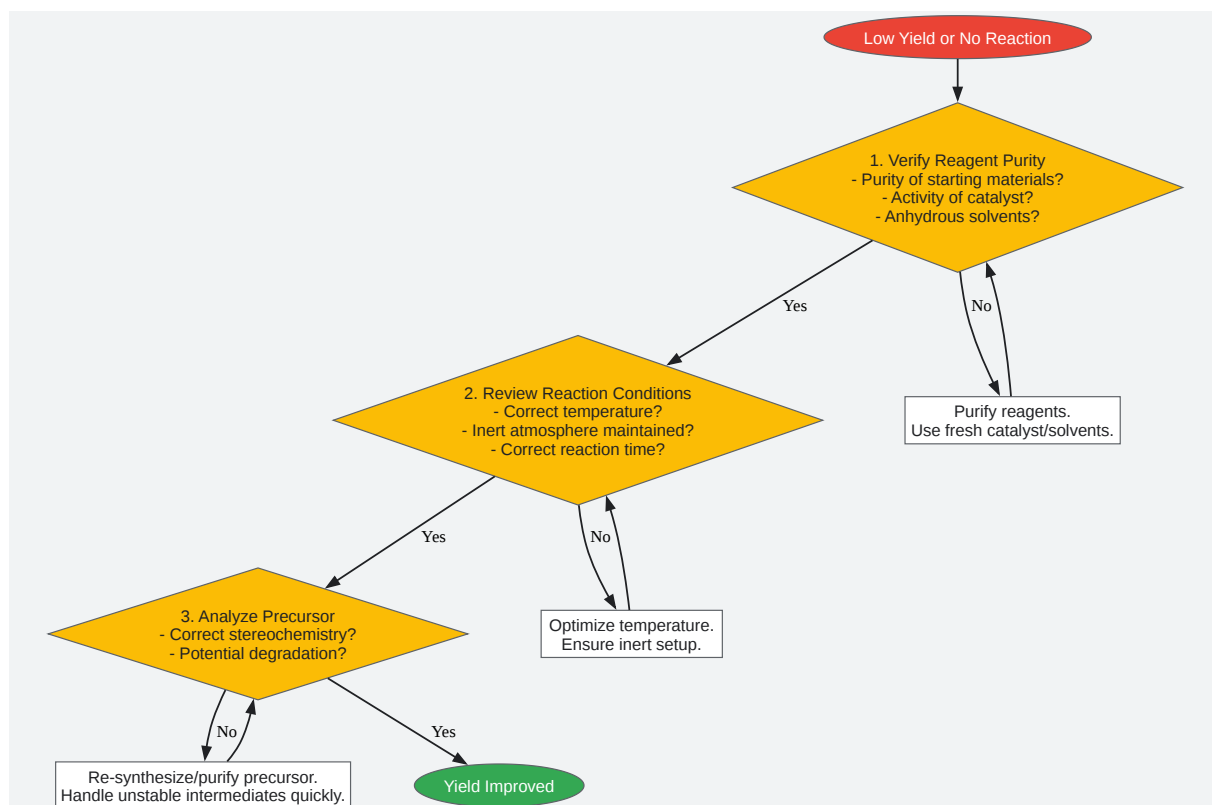 Low Yield or No Reaction
1. Verify Reagent Purity
- Purity of starting materials?
- Activity of catalyst?
- Anhydrous solvents?
Yes
No
Purify reagents.
Use fresh catalyst/solvents.
2. Review Reaction Conditions
- Correct temperature?
- Inert atmosphere maintained?
- Correct reaction time?
Yes
No
Optimize temperature.
Ensure inert setup.
3. Analyze Precursor
- Correct stereochemistry?
- Potential degradation?
No
Yes
Re-synthesize/purify precursor.
Handle unstable intermediates quickly.
Yield Improved